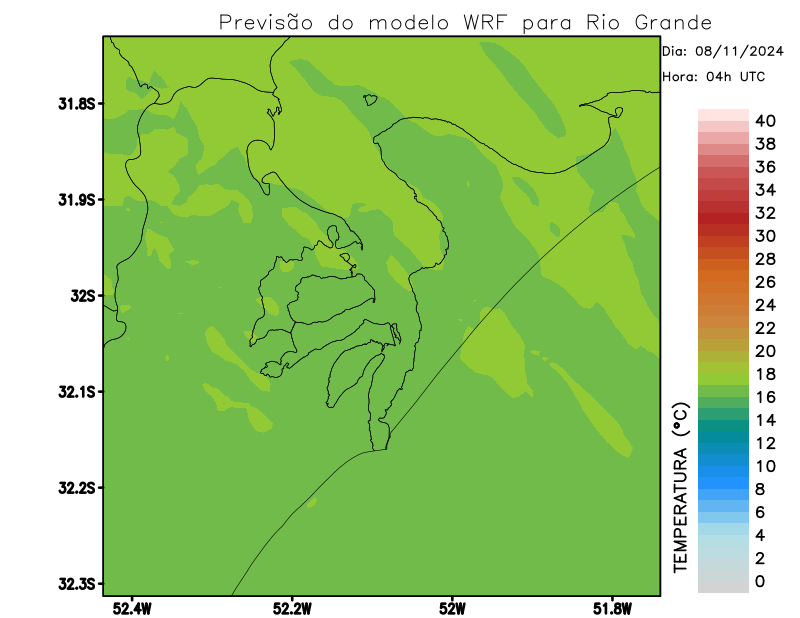 Previsão do modelo WRF para Rio Grande
Dia: 08/11/2024
Hora: 04h UTC
31.8S
31.9S
32S
32.1S
32.2S
32.3S
52.4W
52.2W
52W
51.8W
TEMPERATURA (°C)
40
38
36
34
32
30
28
26
24
22
20
18
16
14
12
10
8
6
4
2
0